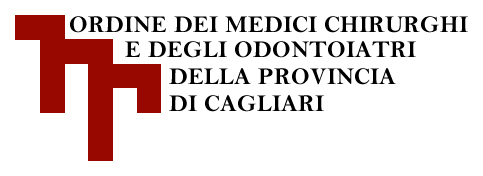 ORDINE DEI MEDICI CHIRURGHI
E DEGLI ODONTOIATRI
DELLA PROVINCIA
DI CAGLIARI